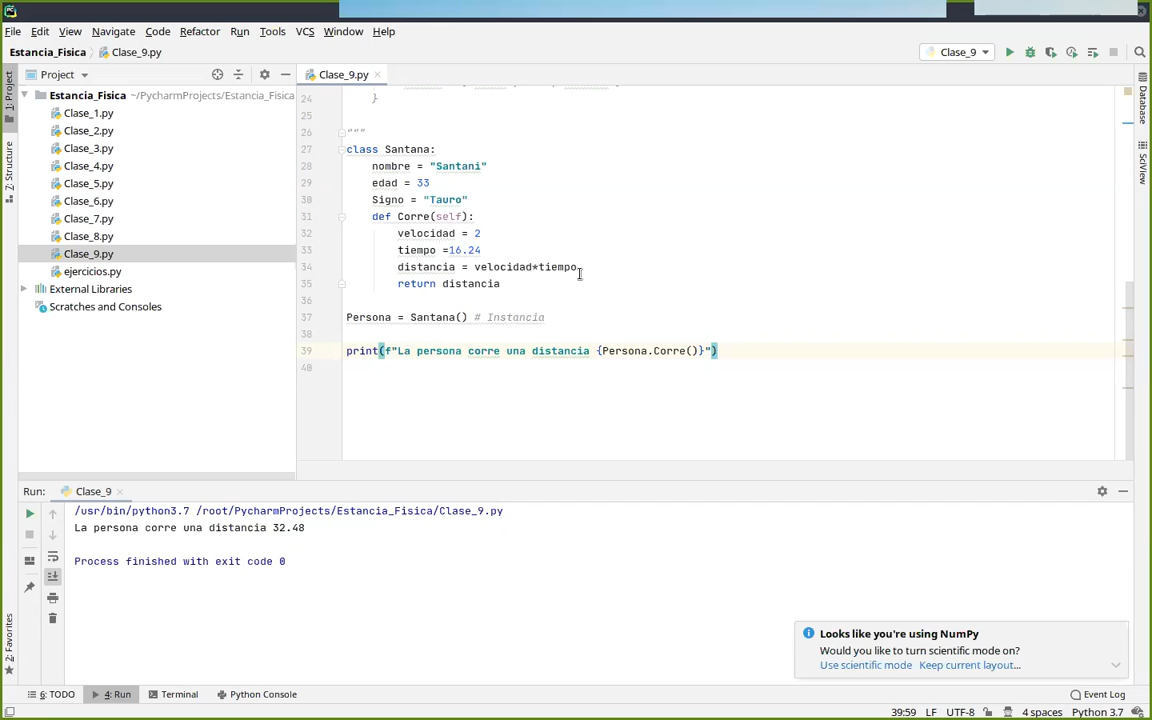 File Edit View Navigate Code Refactor Run Tools VCS Window Help
Estancia_Fisica Clase_9.py Clase_9
Project Clase_9.py
1: Project
7: Structure
2: Favorites
Database
SciView
Estancia_Fisica ~/PycharmProjects/Estancia_Fisica
Clase_1.py
Clase_2.py
Clase_3.py
Clase_4.py
Clase_5.py
Clase_6.py
Clase_7.py
Clase_8.py
Clase_9.py
ejercicios.py
External Libraries
Scratches and Consoles
24 }
25
26 """
27 class Santana:
28 nombre = "Santani"
29 edad = 33
30 Signo = "Tauro"
31 def Corre(self):
32 velocidad = 2
33 tiempo =16.24
34 distancia = velocidad*tiempo
35 return distancia
36
37 Persona = Santana() # Instancia
38
39 print(f"La persona corre una distancia {Persona.Corre()}")
40
Run: Clase_9
/usr/bin/python3.7 /root/PycharmProjects/Estancia_Fisica/Clase_9.py
La persona corre una distancia 32.48
Process finished with exit code 0
Looks like you're using NumPy
Would you like to turn scientific mode on?
Use scientific mode Keep current layout...
6: TODO 4: Run Terminal Python Console Event Log
39:59 LF UTF-8 4 spaces Python 3.7